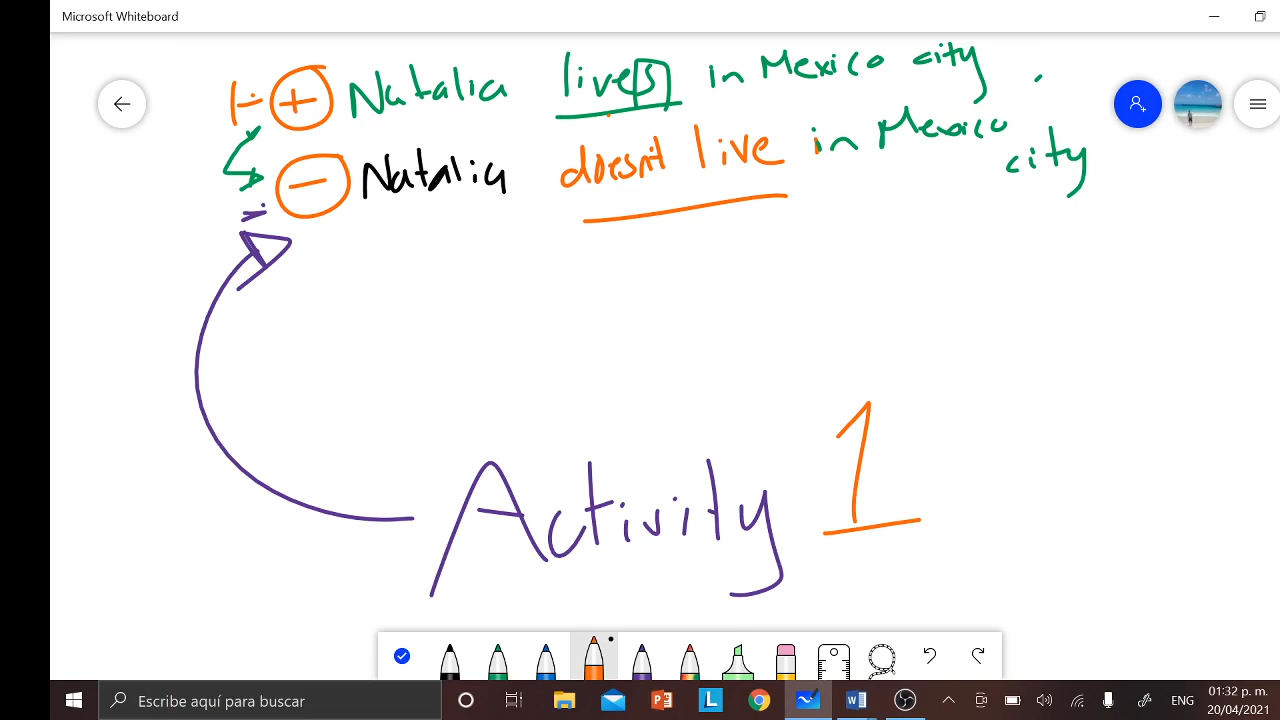 Microsoft Whiteboard
1- + Natalia lives in Mexico city .
- Natalia doesn't live in Mexico
city
Activity 1
Escribe aquí para buscar
ENG
01:32 p. m.
20/04/2021